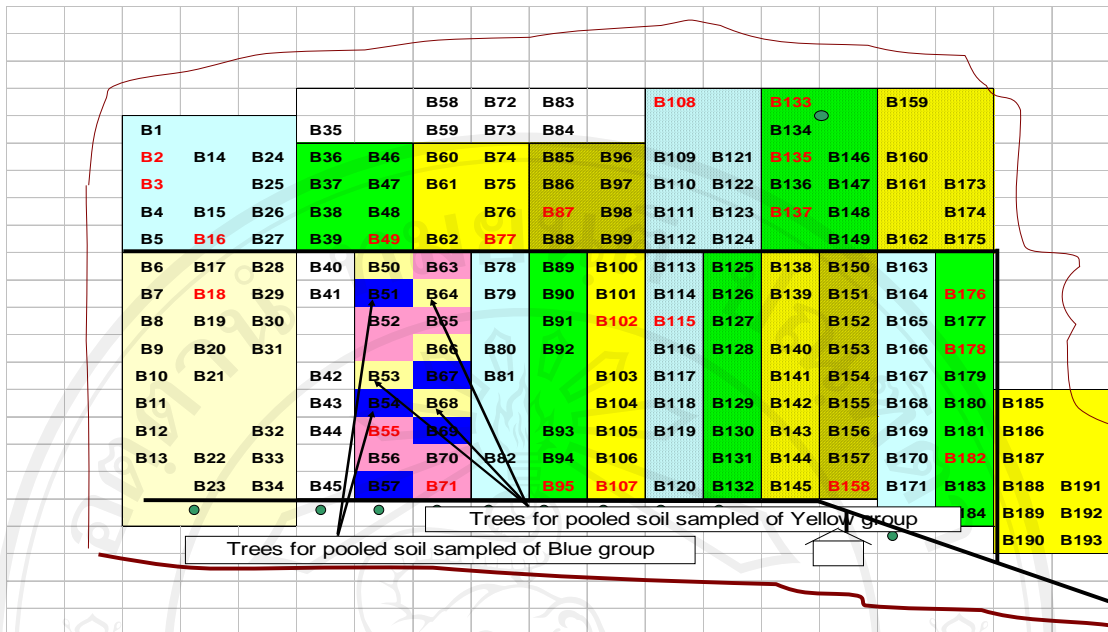 B58 B72 B83 B108 B133 B159
B1 B35 B59 B73 B84 B134
B2 B14 B24 B36 B46 B60 B74 B85 B96 B109 B121 B135 B146 B160
B3 B25 B37 B47 B61 B75 B86 B97 B110 B122 B136 B147 B161 B173
B4 B15 B26 B38 B48 B76 B87 B98 B111 B123 B137 B148 B174
B5 B16 B27 B39 B49 B62 B77 B88 B99 B112 B124 B149 B162 B175
B6 B17 B28 B40 B50 B63 B78 B89 B100 B113 B125 B138 B150 B163
B7 B18 B29 B41 B51 B64 B79 B90 B101 B114 B126 B139 B151 B164 B176
B8 B19 B30 B52 B65 B91 B102 B115 B127 B152 B165 B177
B9 B20 B31 B66 B80 B92 B116 B128 B140 B153 B166 B178
B10 B21 B42 B53 B67 B81 B103 B117 B141 B154 B167 B179
B11 B43 B54 B68 B104 B118 B129 B142 B155 B168 B180 B185
B12 B32 B44 B55 B69 B93 B105 B119 B130 B143 B156 B169 B181 B186
B13 B22 B33 B56 B70 B82 B94 B106 B131 B144 B157 B170 B182 B187
B23 B34 B45 B57 B71 B95 B107 B120 B132 B145 B158 B171 B183 B188 B191
Trees for pooled soil sampled of Yellow group 184 B189 B192
Trees for pooled soil sampled of Blue group B190 B193